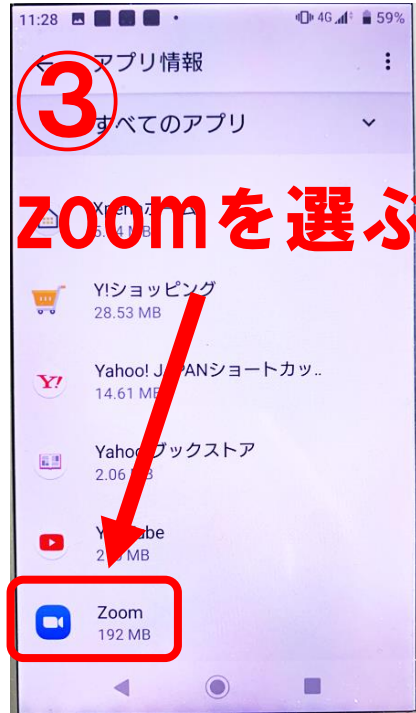 11:28 4G 59%
アプリ情報
③
すべてのアプリ
zoomを選ぶ
MB
Y!ショッピング
28.53 MB
Yahoo! JAPANショートカッ..
14.61 MB
Yahoo!ブックストア
2.06 MB
YouTube
MB
Zoom
192 MB